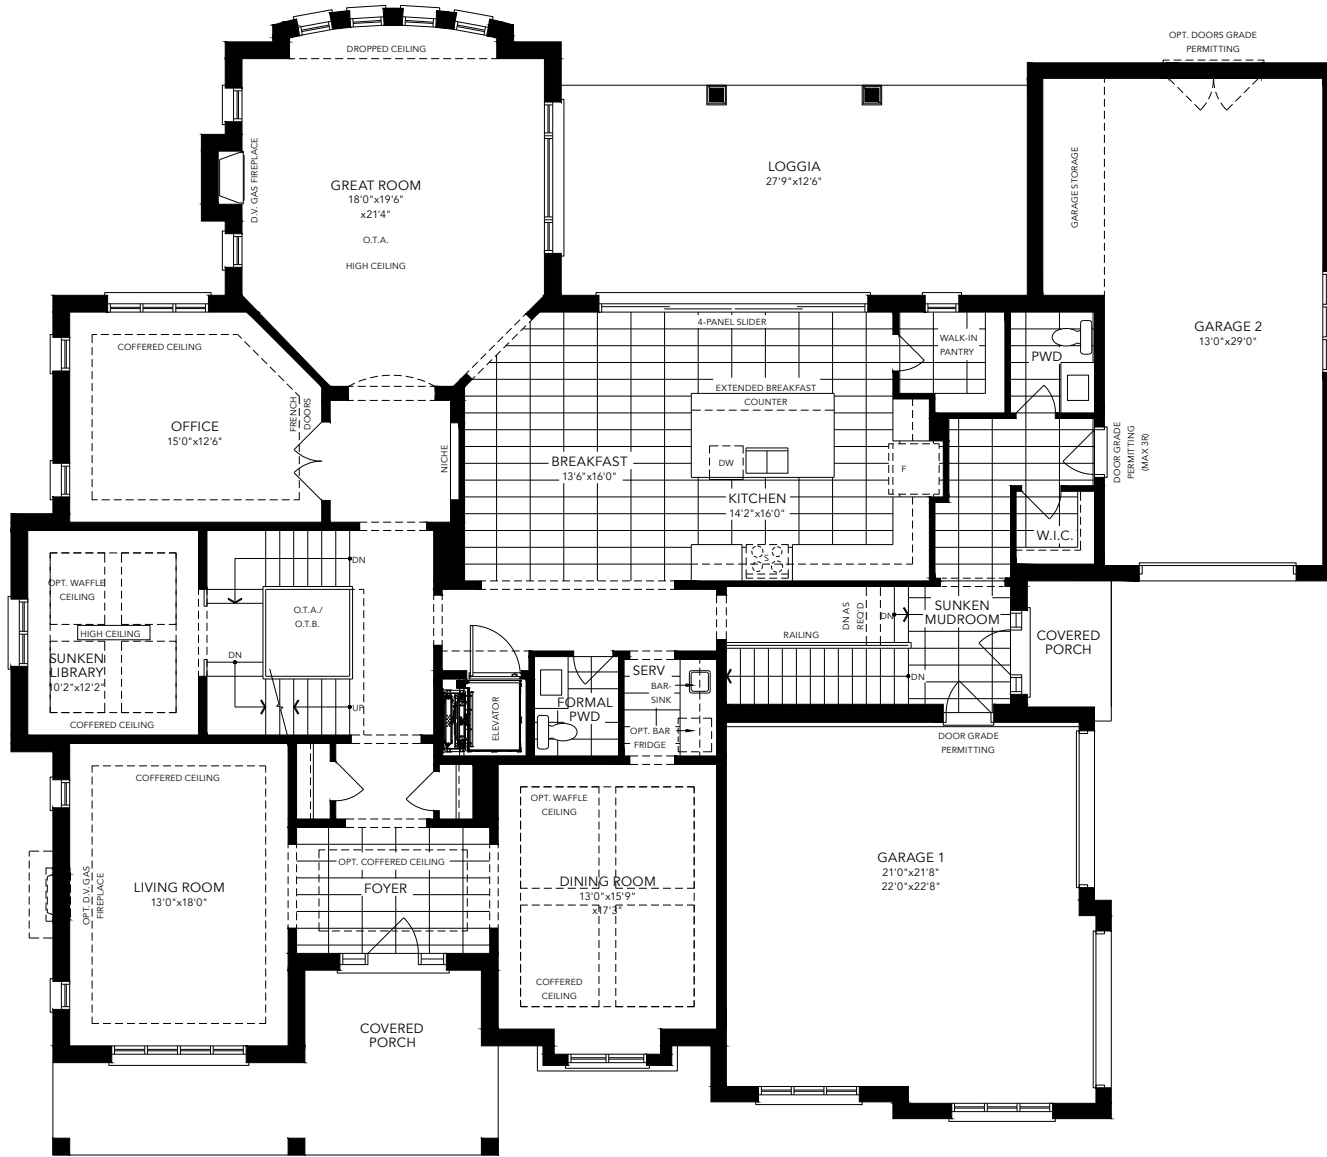 OPT. DOORS GRADE
PERMITTING
DROPPED CEILING
D.V. GAS FIREPLACE
GREAT ROOM
18'0"x19'6"
x21'4"
O.T.A.
HIGH CEILING
LOGGIA
27'9"x12'6"
GARAGE STORAGE
GARAGE 2
13'0"x29'0"
COFFERED CEILING
OFFICE
15'0"x12'6"
FRENCH
DOORS
NICHE
4-PANEL SLIDER
EXTENDED BREAKFAST
COUNTER
BREAKFAST
13'6"x16'0"
DW
KITCHEN
14'2"x16'0"
F
S
WALK-IN
PANTRY
PWD
DOOR GRADE
PERMITTING
(MAX 3R)
W.I.C.
OPT. WAFFLE
CEILING
HIGH CEILING
SUNKEN
LIBRARY
10'2"x12'2"
COFFERED CEILING
DN
O.T.A./
O.T.B.
DN
UP
ELEVATOR
FORMAL
PWD
SERV
BAR-
SINK
OPT. BAR
FRIDGE
RAILING
DN AS
REQ'D
DN
DN
SUNKEN
MUDROOM
COVERED
PORCH
DOOR GRADE
PERMITTING
COFFERED CEILING
LIVING ROOM
13'0"x18'0"
OPT. D.V. GAS
FIREPLACE
OPT. COFFERED CEILING
FOYER
OPT. WAFFLE
CEILING
DINING ROOM
13'0"x15'9"
x17'3"
COFFERED
CEILING
GARAGE 1
21'0"x21'8"
22'0"x22'8"
COVERED
PORCH